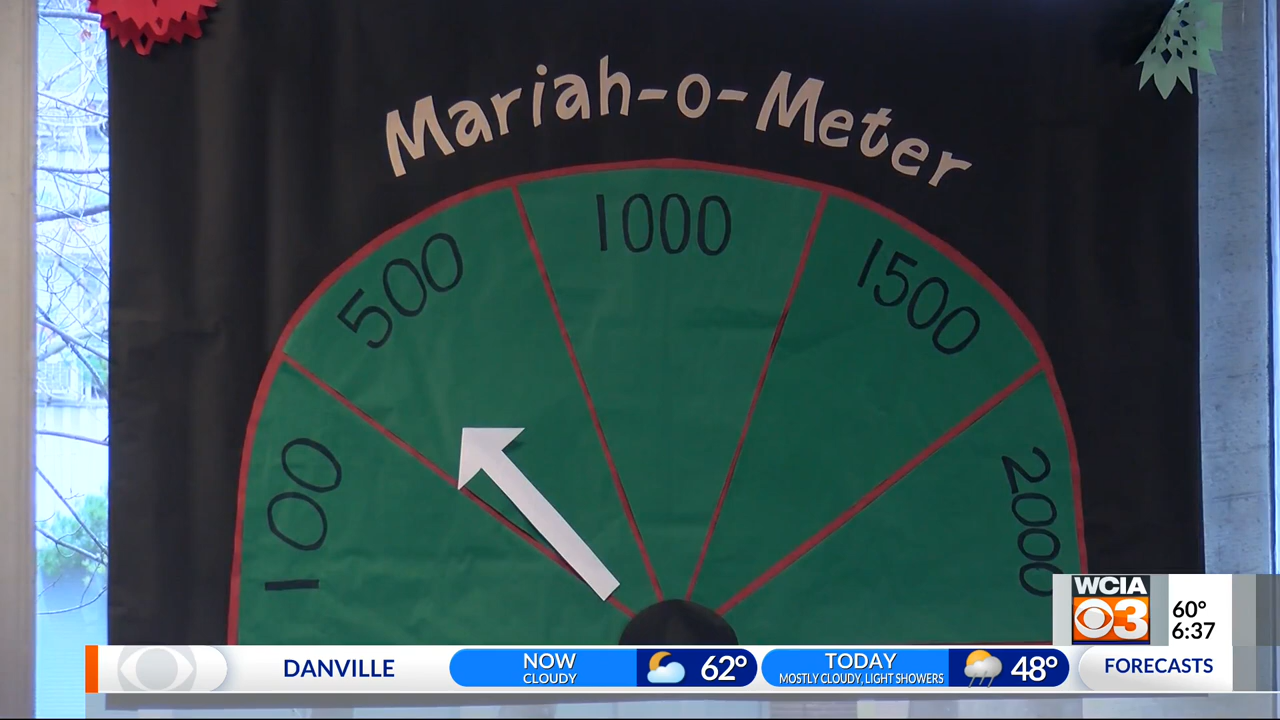 Mariah-o-Meter
100
500
1000
1500
2000
WCIA
3
60°
6:37
DANVILLE
NOW
CLOUDY
62°
TODAY
MOSTLY CLOUDY, LIGHT SHOWERS
48°
FORECASTS